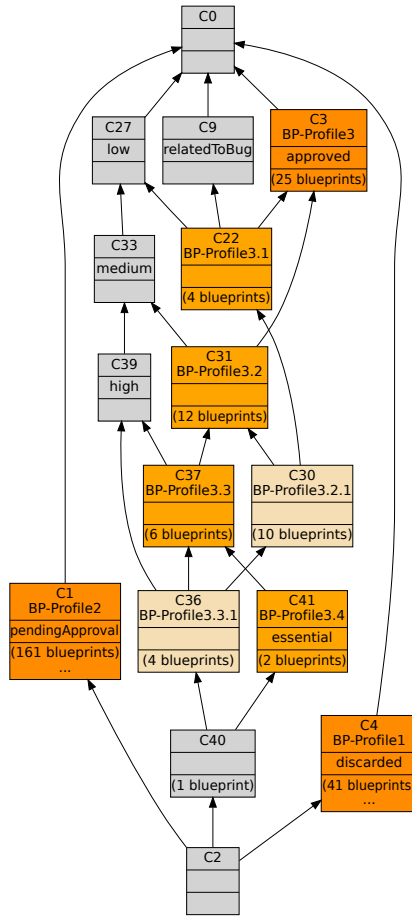 C0
C27
low
C9
relatedToBug
C3
BP-Profile3
approved
(25 blueprints)
C22
BP-Profile3.1
(4 blueprints)
C33
medium
C31
BP-Profile3.2
(12 blueprints)
C39
high
C37
BP-Profile3.3
(6 blueprints)
C30
BP-Profile3.2.1
(10 blueprints)
C1
BP-Profile2
pendingApproval
(161 blueprints)
...
C36
BP-Profile3.3.1
(4 blueprints)
C41
BP-Profile3.4
essential
(2 blueprints)
C4
BP-Profile1
discarded
(41 blueprints
...
C40
(1 blueprint)
C2